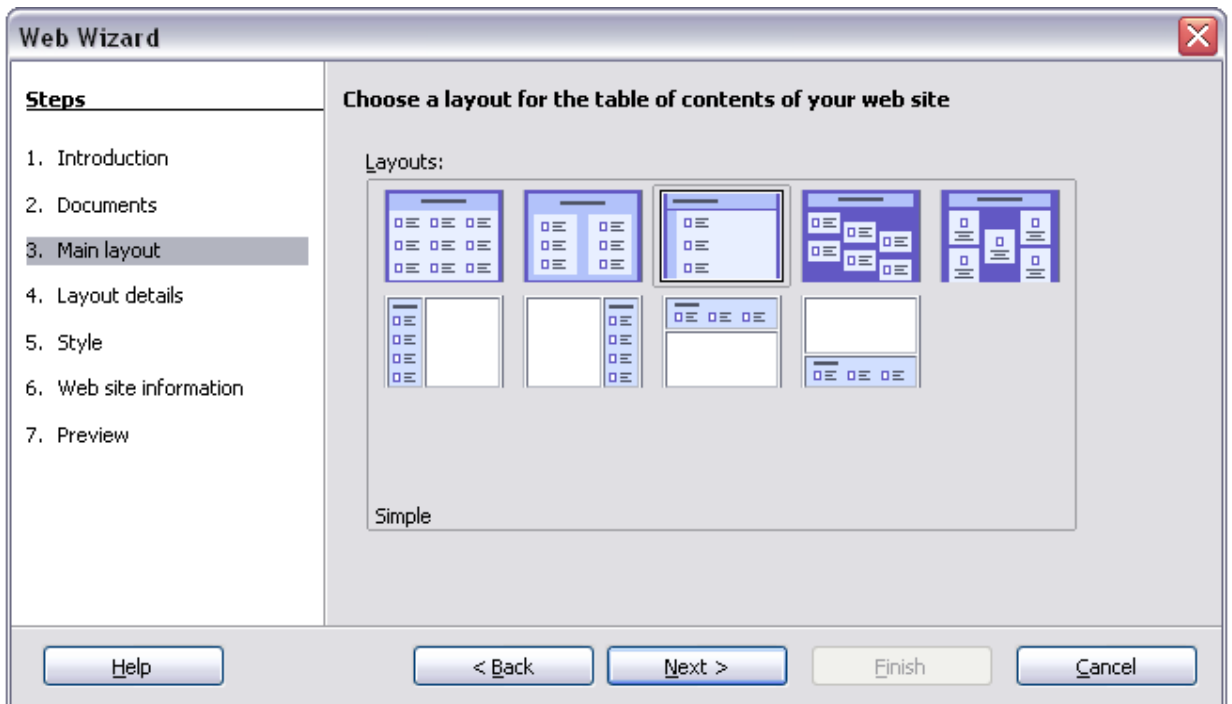 Web Wizard
Steps
1. Introduction
2. Documents
3. Main layout
4. Layout details
5. Style
6. Web site information
7. Preview
Choose a layout for the table of contents of your web site
Layouts:
Simple
Help
< Back
Next >
Finish
Cancel